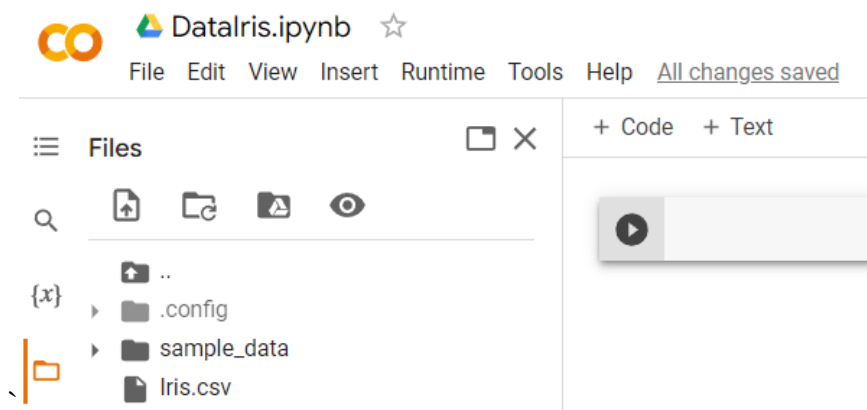 DataIris.ipynb
File Edit View Insert Runtime Tools Help All changes saved
Files
+ Code + Text
..
{x}
.config
sample_data
Iris.csv
`